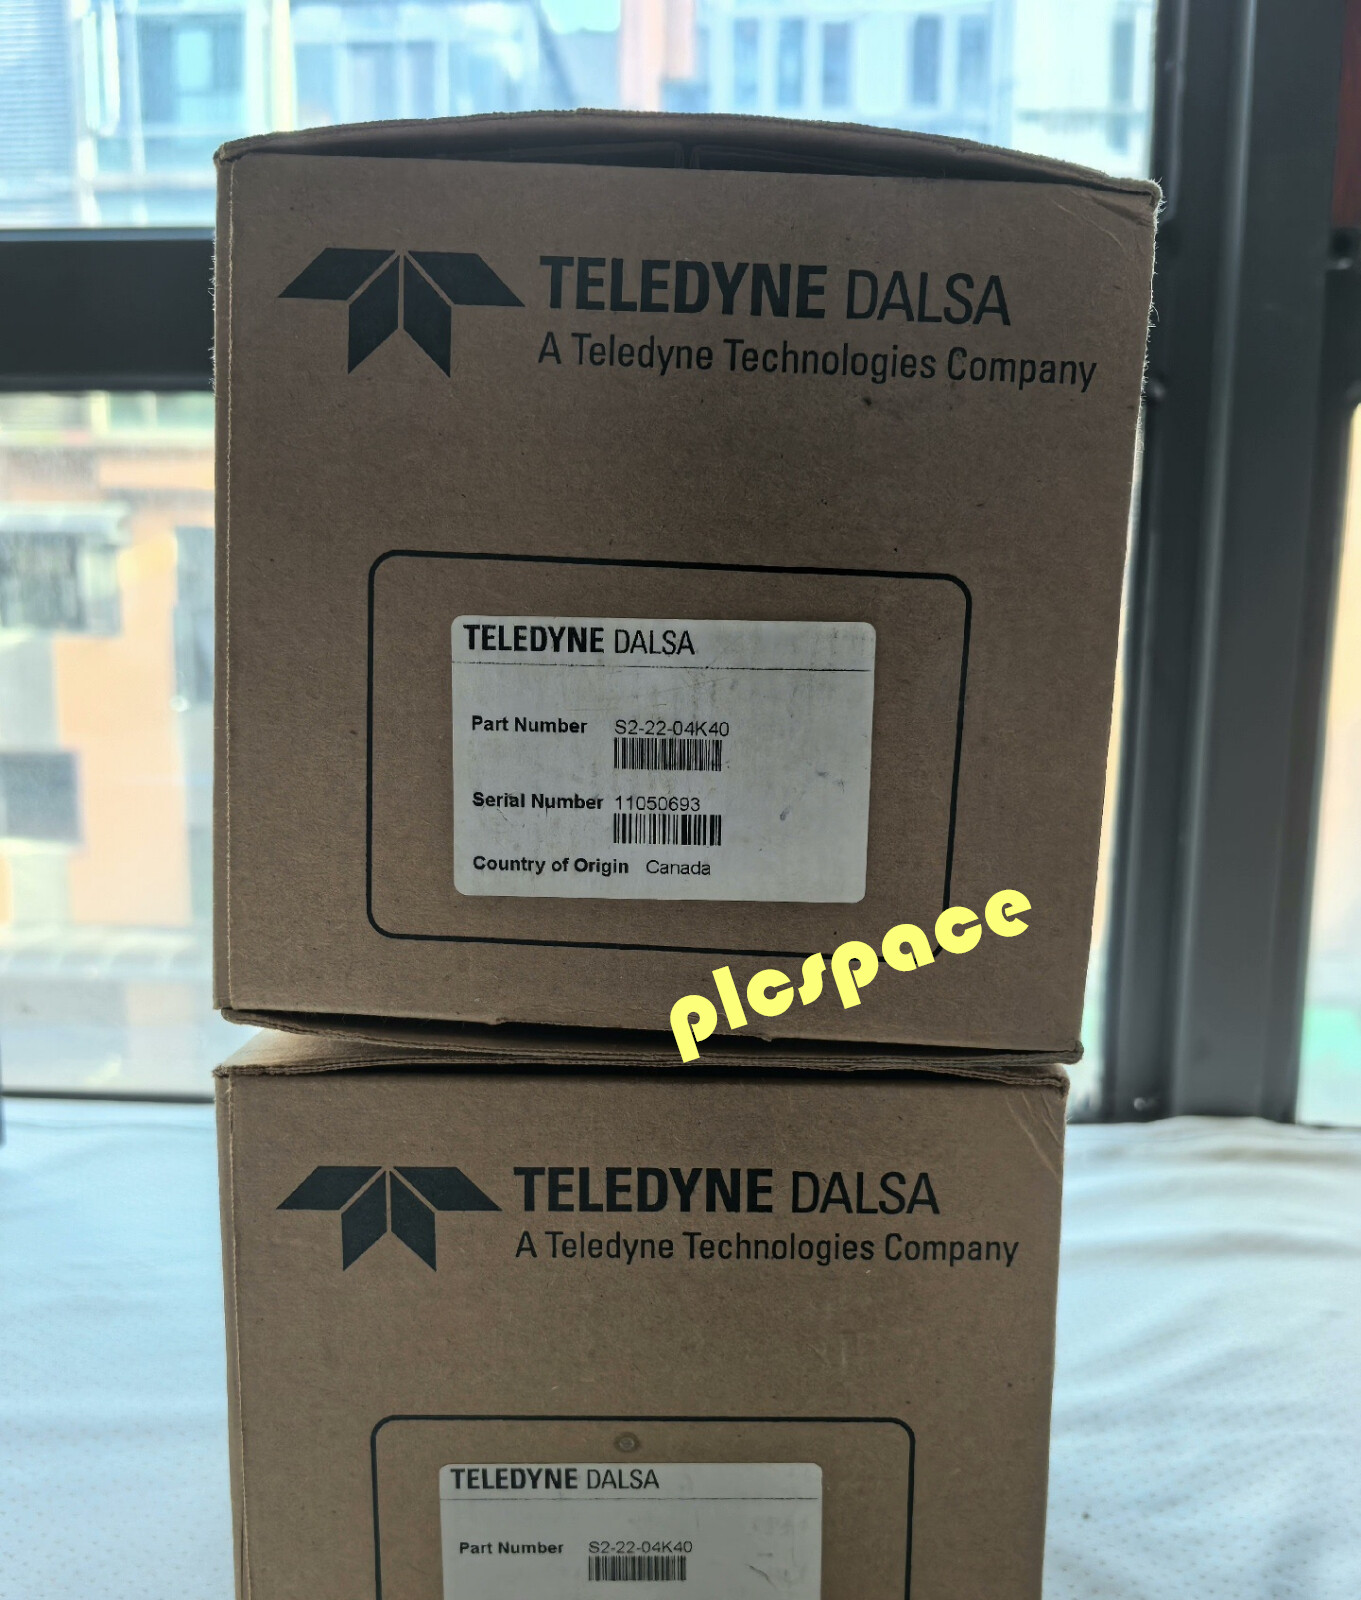 TELEDYNE DALSA
A Teledyne Technologies Company
TELEDYNE DALSA
Part Number S2-22-04K40
Serial Number 11050693
Country of Origin Canada
plcspace
TELEDYNE DALSA
A Teledyne Technologies Company
TELEDYNE DALSA
Part Number S2-22-04K40